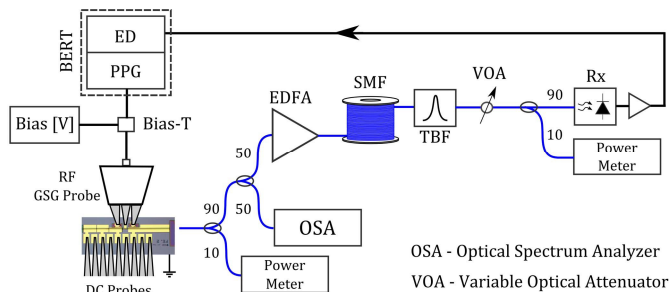 ED
BERT
PPG
Bias [V]
Bias-T
RF
GSG Probe
DC Probes
90
10
50
50
EDFA
OSA
Power
Meter
SMF
TBF
VOA
90
10
Rx
Power
Meter
OSA - Optical Spectrum Analyzer
VOA - Variable Optical Attenuator